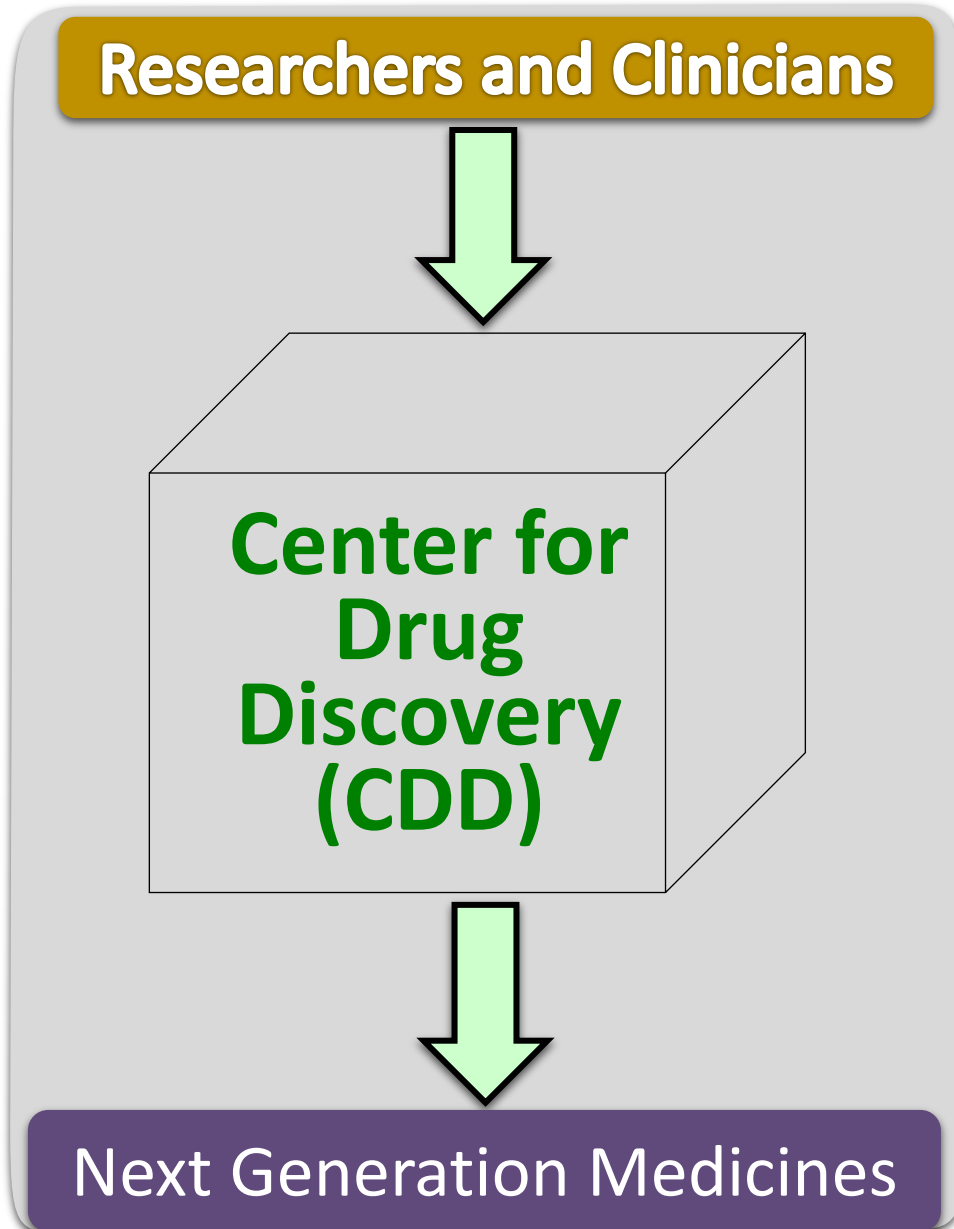 Researchers and Clinicians
Center for
Drug
Discovery
(CDD)
Next Generation Medicines